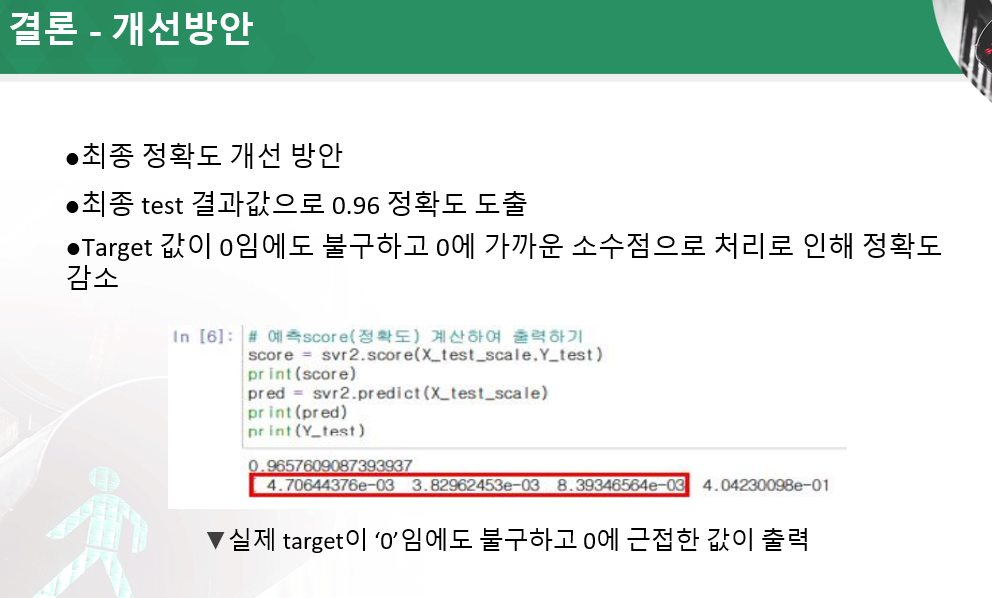 결론 - 개선방안
●최종 정확도 개선 방안
●최종 test 결과값으로 0.96 정확도 도출
●Target 값이 0임에도 불구하고 0에 가까운 소수점으로 처리로 인해 정확도
감소
In [6]: # 예측score(정확도) 계산하여 출력하기
score = svr2.score(X_test_scale,Y_test)
print(score)
pred = svr2.predict(X_test_scale)
print(pred)
print(Y_test)
0.9657609087393937
[ 4.70644376e-03 3.82962453e-03 8.39346564e-03 4.04230098e-01
▼실제 target이 ‘0’임에도 불구하고 0에 근접한 값이 출력